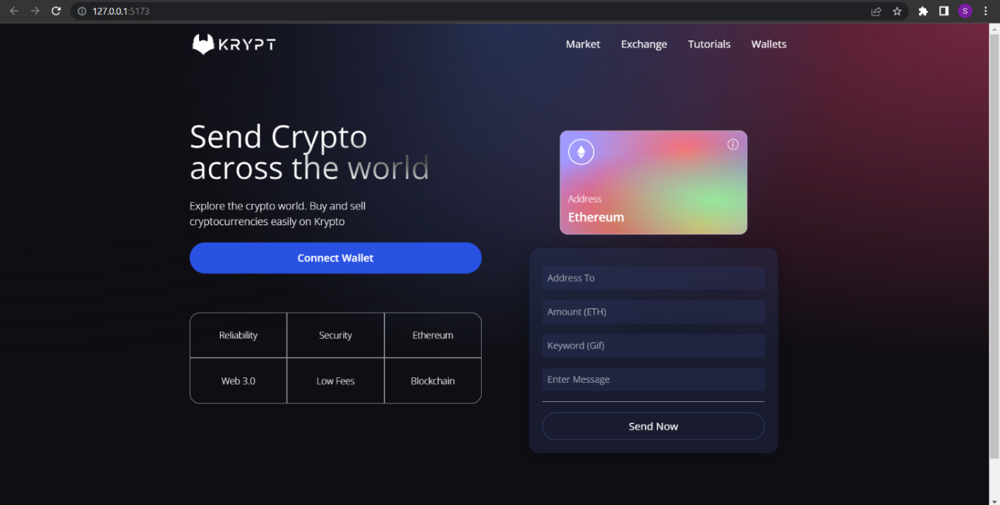 127.0.0.1:5173
S
KRYPT
Market Exchange Tutorials Wallets
Send Crypto
across the world
Explore the crypto world. Buy and sell
cryptocurrencies easily on Krypto
Connect Wallet
Reliability Security Ethereum
Web 3.0 Low Fees Blockchain
i
Address
Ethereum
Address To
Amount (ETH)
Keyword (Gif)
Enter Message
Send Now